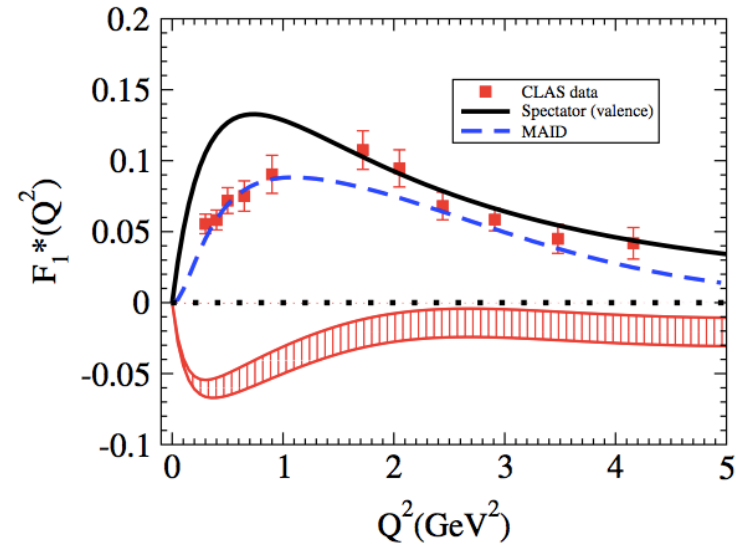 0.2
0.15
0.1
0.05
0
-0.05
-0.1
F1*(Q2)
CLAS data
Spectator (valence)
MAID
0 1 2 3 4 5
Q2(GeV2)